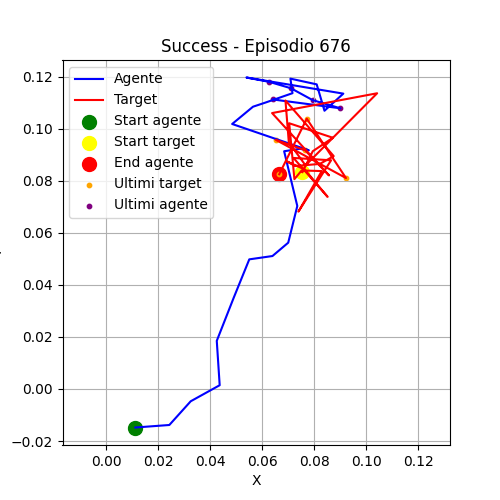 Success - Episodio 676
Agente
Target
Start agente
Start target
End agente
Ultimi target
Ultimi agente
0.12
0.10
0.08
0.06
0.04
0.02
0.00
−0.02
0.00 0.02 0.04 0.06 0.08 0.10 0.12
X